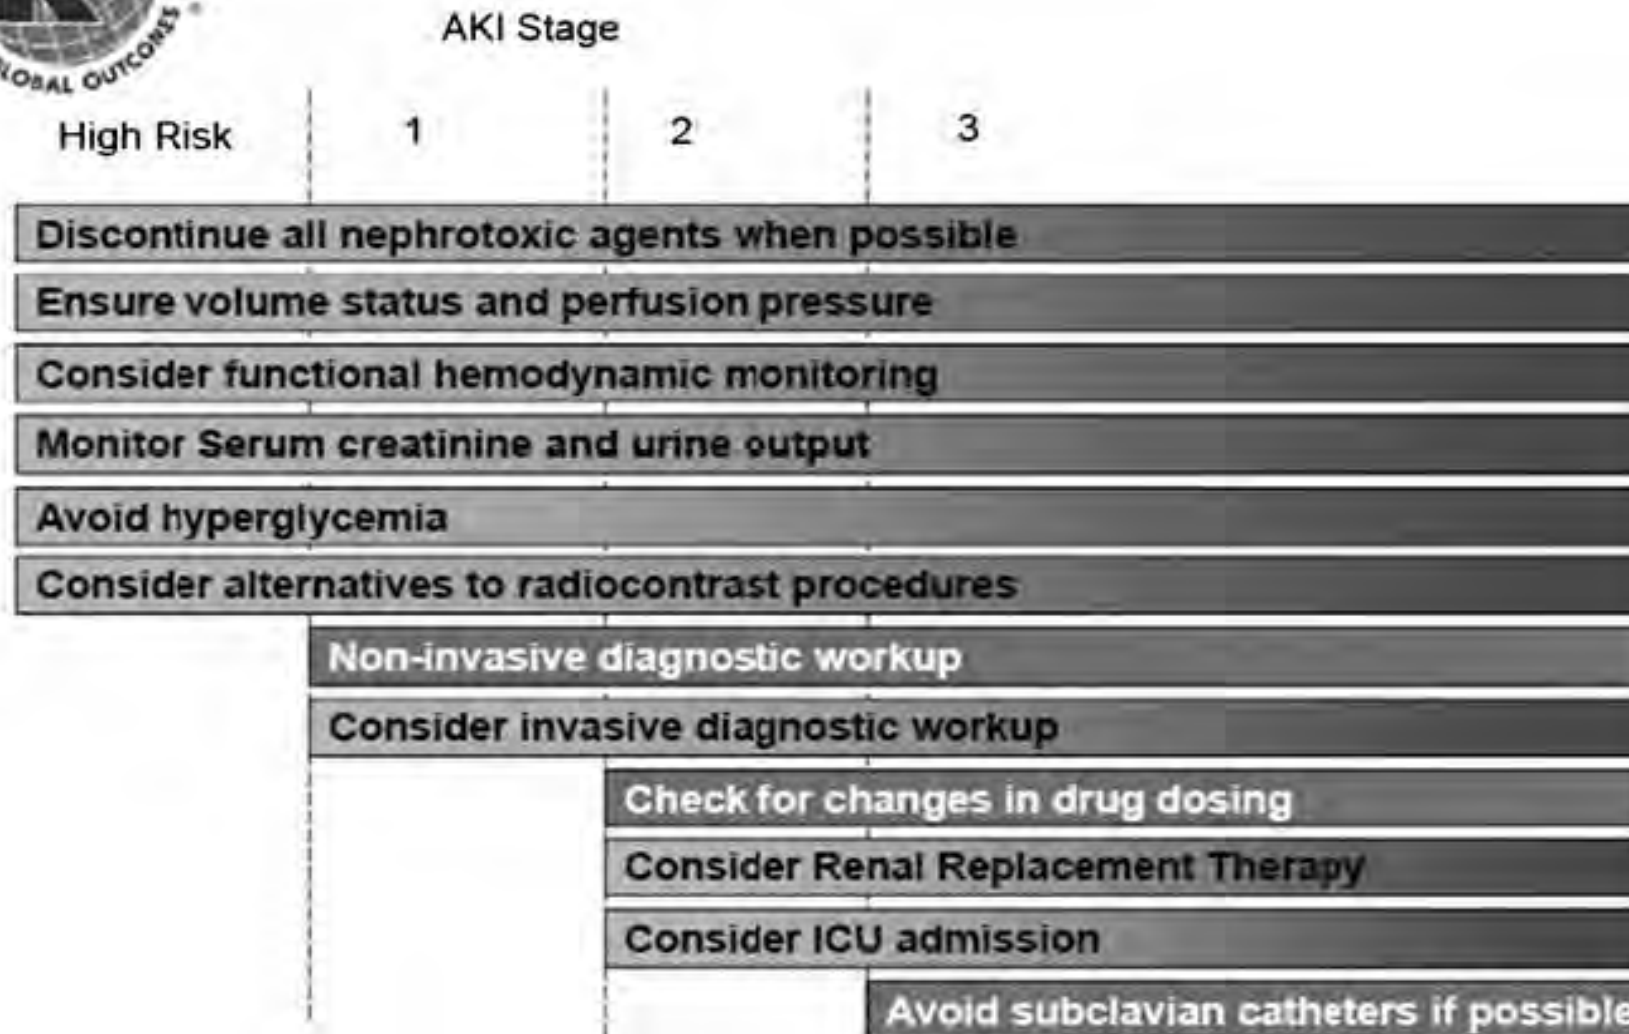 GLOBAL OUTCOMES
AKI Stage
High Risk 1 2 3
Discontinue all nephrotoxic agents when possible
Ensure volume status and perfusion pressure
Consider functional hemodynamic monitoring
Monitor Serum creatinine and urine output
Avoid hyperglycemia
Consider alternatives to radiocontrast procedures
Non-invasive diagnostic workup
Consider invasive diagnostic workup
Check for changes in drug dosing
Consider Renal Replacement Therapy
Consider ICU admission
Avoid subclavian catheters if possible